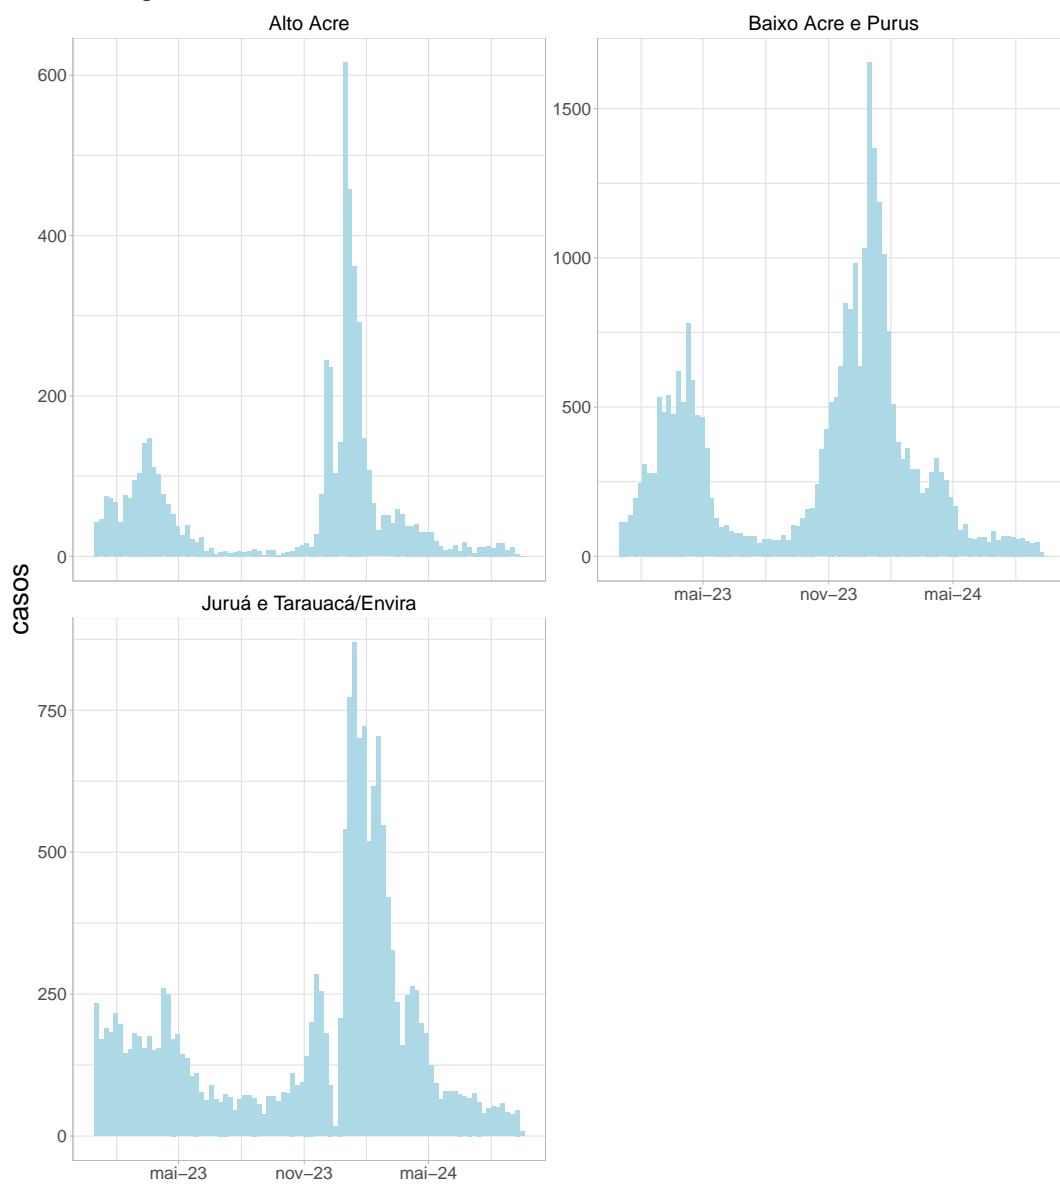 Alto Acre
Baixo Acre e Purus
600
400
200
0
1500
1000
500
0
mai−23
nov−23
mai−24
casos
Juruá e Tarauacá/Envira
750
500
250
0
mai−23
nov−23
mai−24